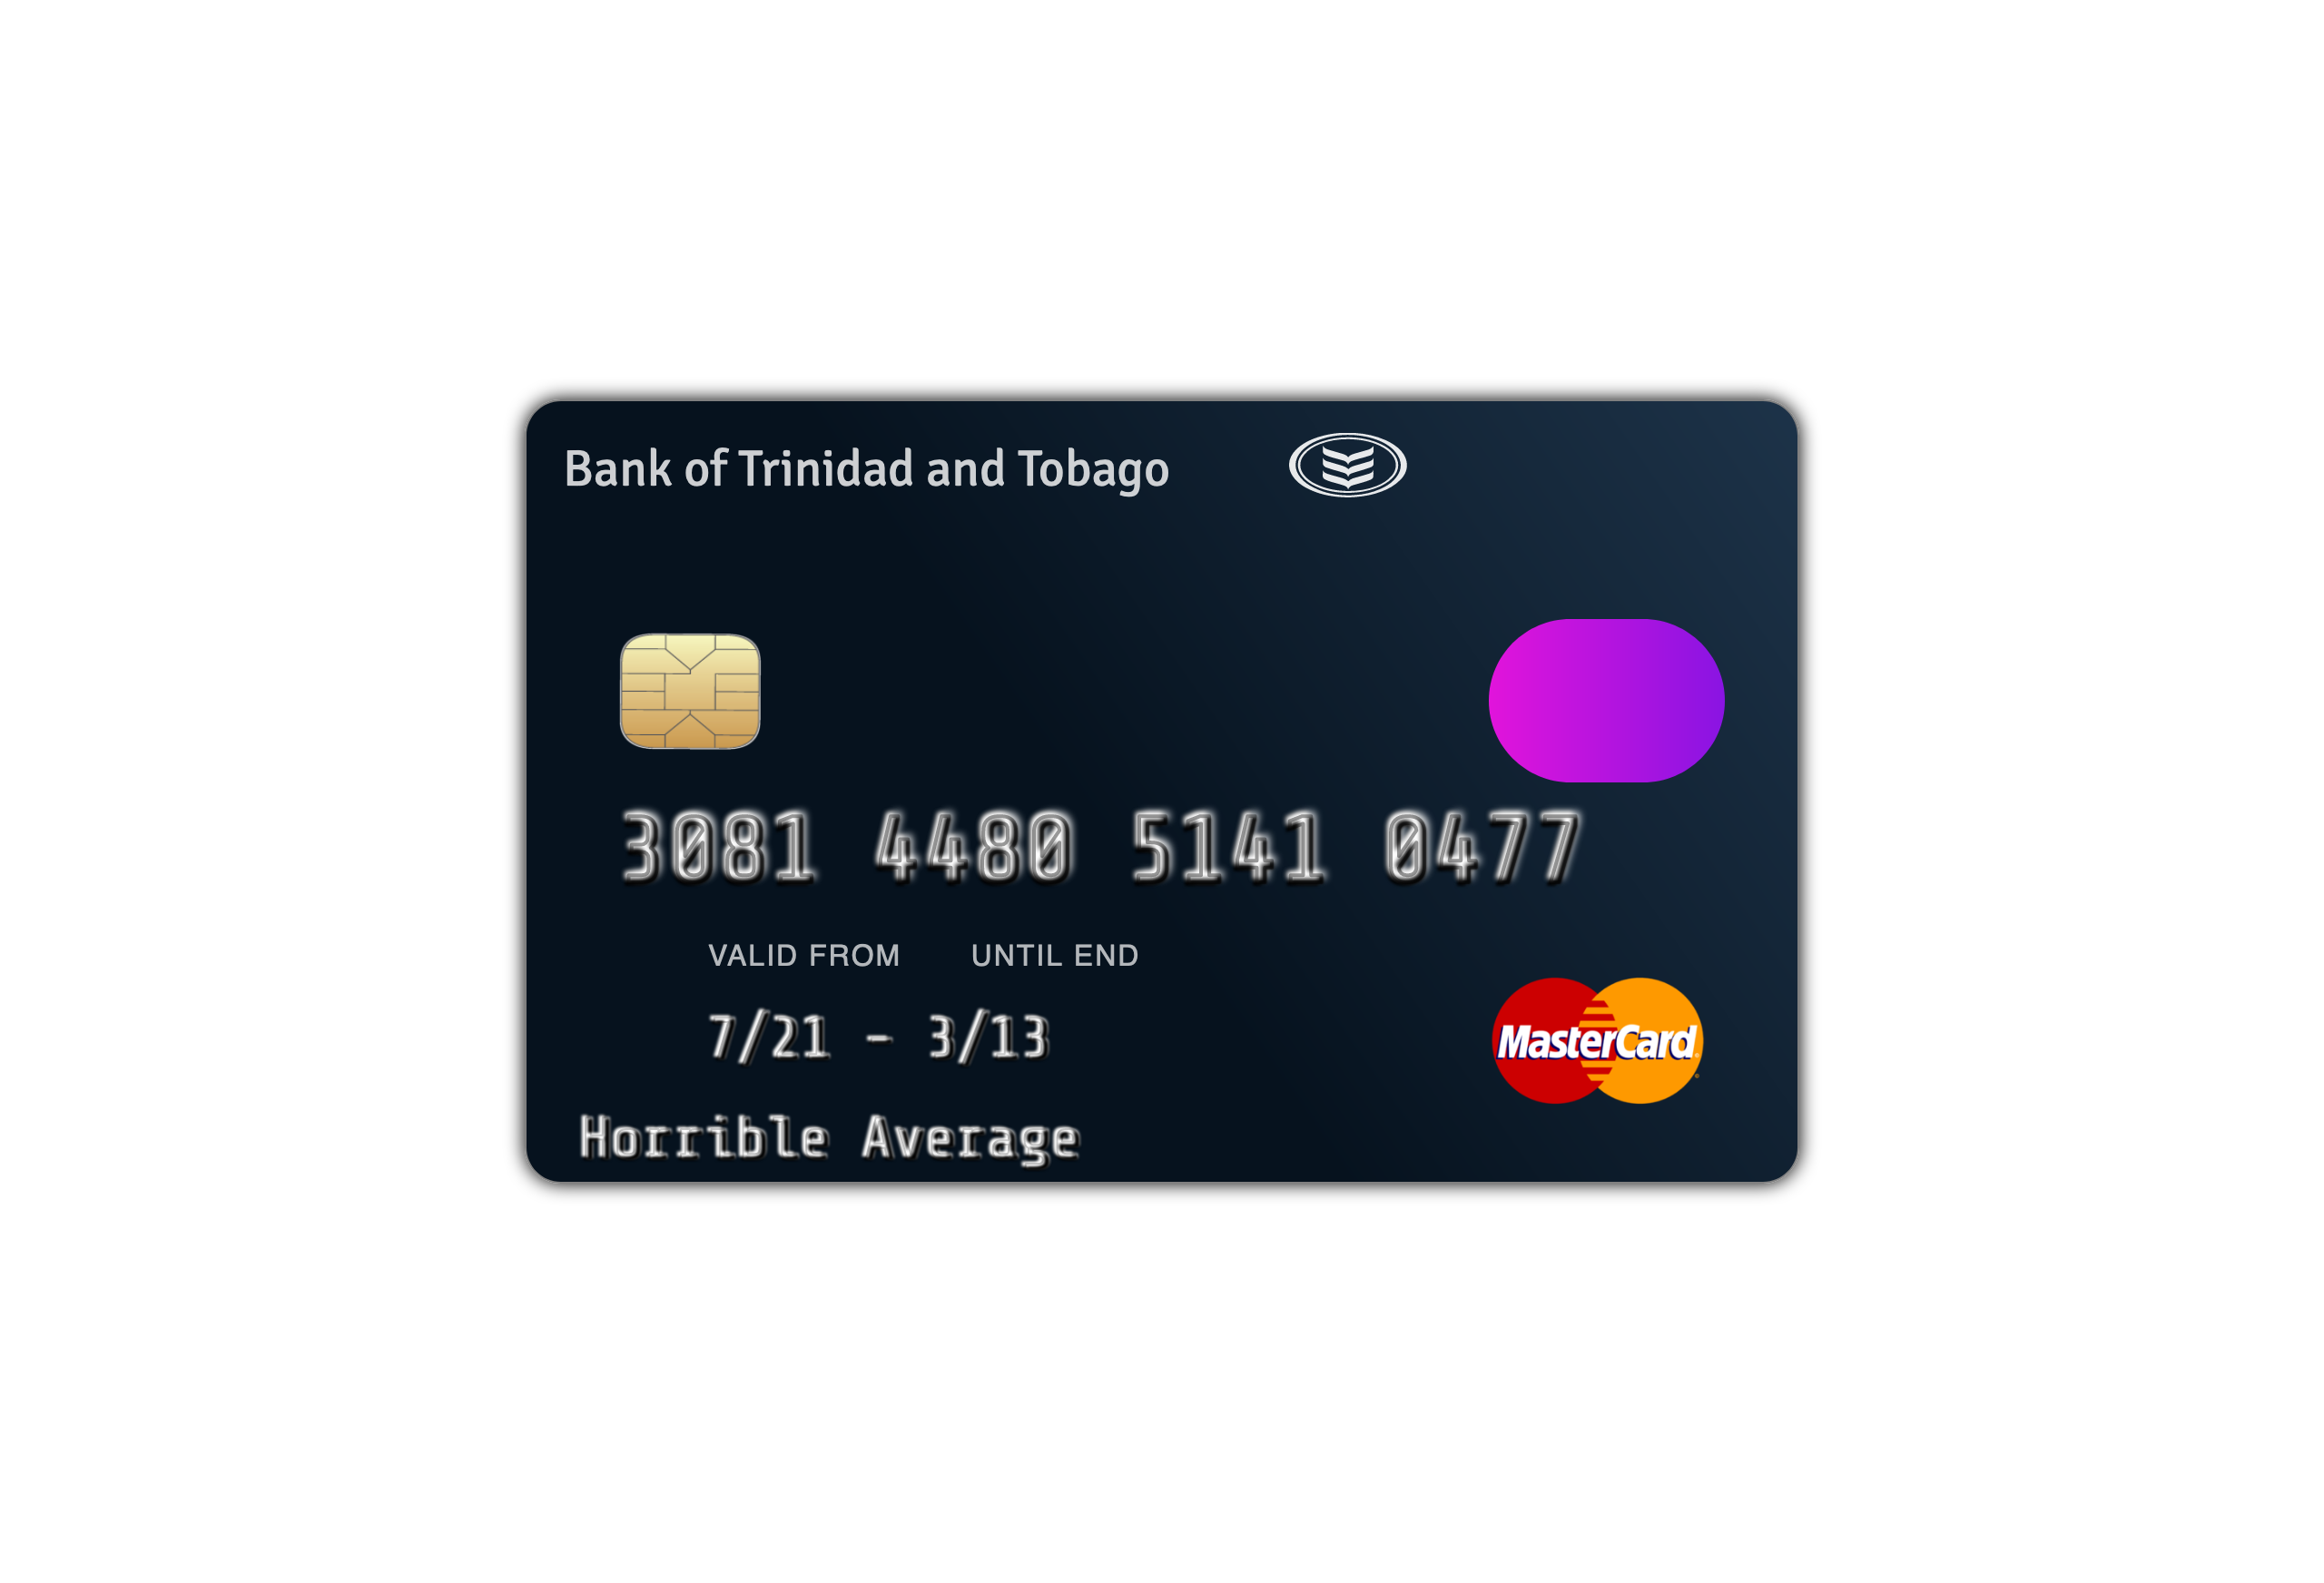 Bank of Trinidad and Tobago
3081 4480 5141 0477
VALID FROM UNTIL END
7/21 - 3/13
MasterCard
Horrible Average